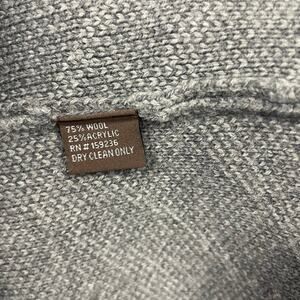 75% WOOL
25% ACRYLIC
RN # 159236
DRY CLEAN ONLY